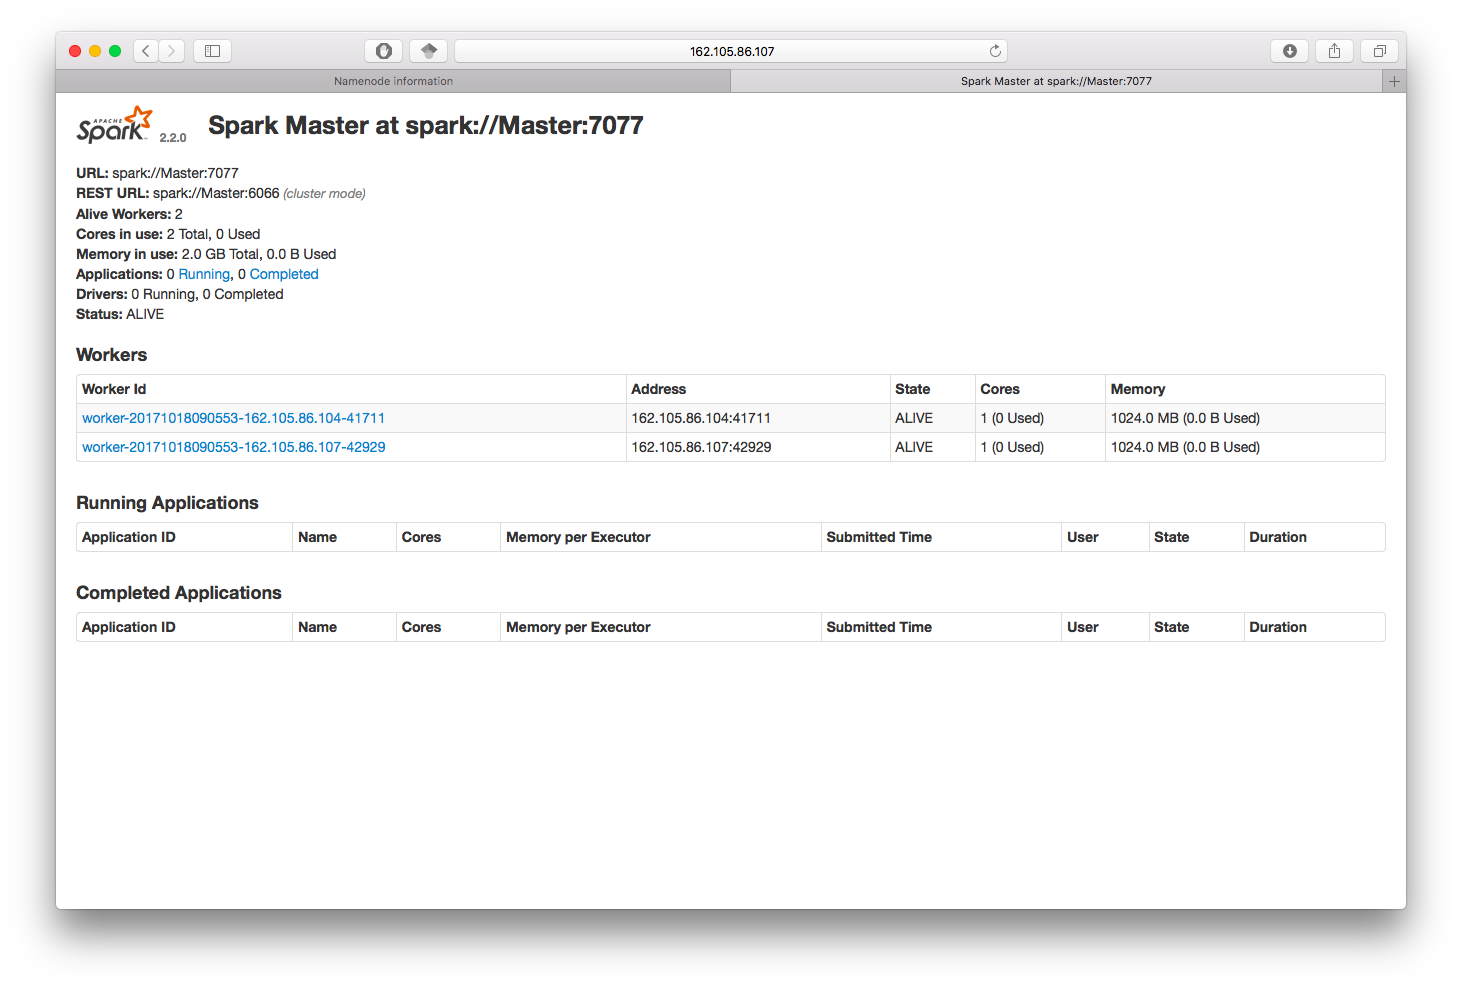 162.105.86.107
Namenode information
Spark Master at spark://Master:7077
APACHE Spark™ 2.2.0
Spark Master at spark://Master:7077
URL: spark://Master:7077
REST URL: spark://Master:6066 (cluster mode)
Alive Workers: 2
Cores in use: 2 Total, 0 Used
Memory in use: 2.0 GB Total, 0.0 B Used
Applications: 0 Running, 0 Completed
Drivers: 0 Running, 0 Completed
Status: ALIVE
Workers
Worker Id Address State Cores Memory
worker-20171018090553-162.105.86.104-41711 162.105.86.104:41711 ALIVE 1 (0 Used) 1024.0 MB (0.0 B Used)
worker-20171018090553-162.105.86.107-42929 162.105.86.107:42929 ALIVE 1 (0 Used) 1024.0 MB (0.0 B Used)
Running Applications
Application ID Name Cores Memory per Executor Submitted Time User State Duration
Completed Applications
Application ID Name Cores Memory per Executor Submitted Time User State Duration